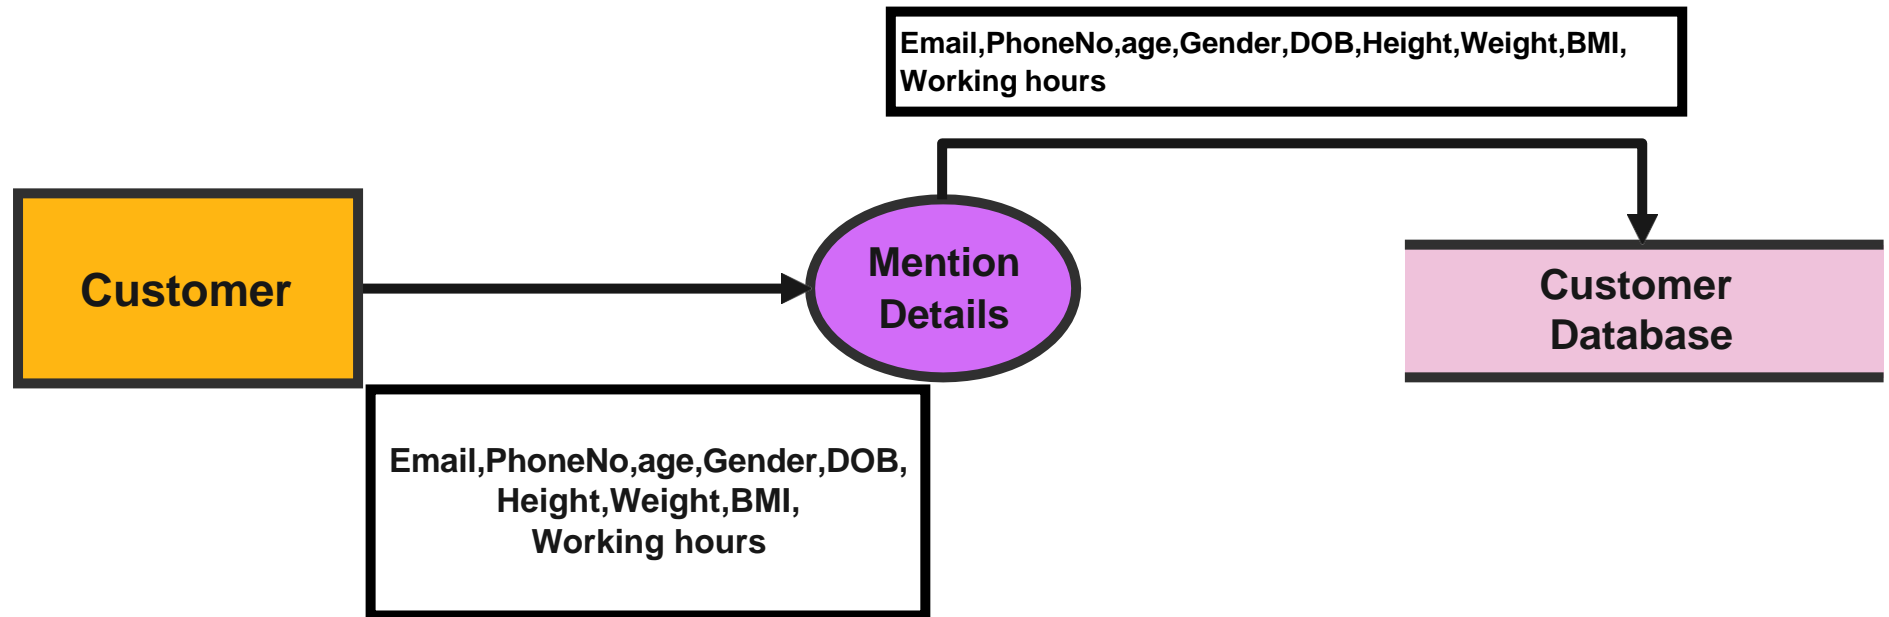 Email,PhoneNo,age,Gender,DOB,Height,Weight,BMI,
Working hours
Customer
Mention
Details
Customer
Database
Email,PhoneNo,age,Gender,DOB,
Height,Weight,BMI,
Working hours